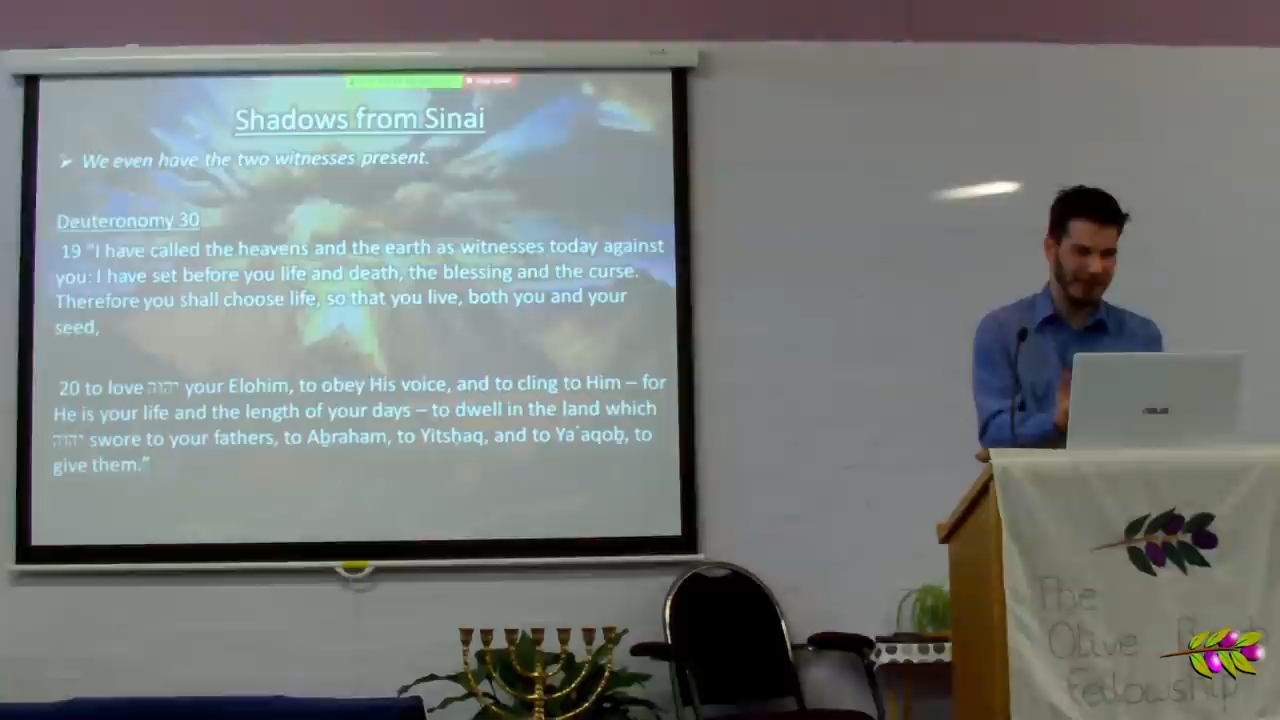 Shadows from Sinai
➢ We even have the two witnesses present.
Deuteronomy 30
19 "I have called the heavens and the earth as witnesses today against
you: I have set before you life and death, the blessing and the curse.
Therefore you shall choose life, so that you live, both you and your
seed,
20 to love יהוה your Elohim, to obey His voice, and to cling to Him – for
He is your life and the length of your days – to dwell in the land which
יהוה swore to your fathers, to Aḇraham, to Yitsḥaq, and to Ya‛aqoḇ, to
give them."
ASUS
The
Olive
Fellowship